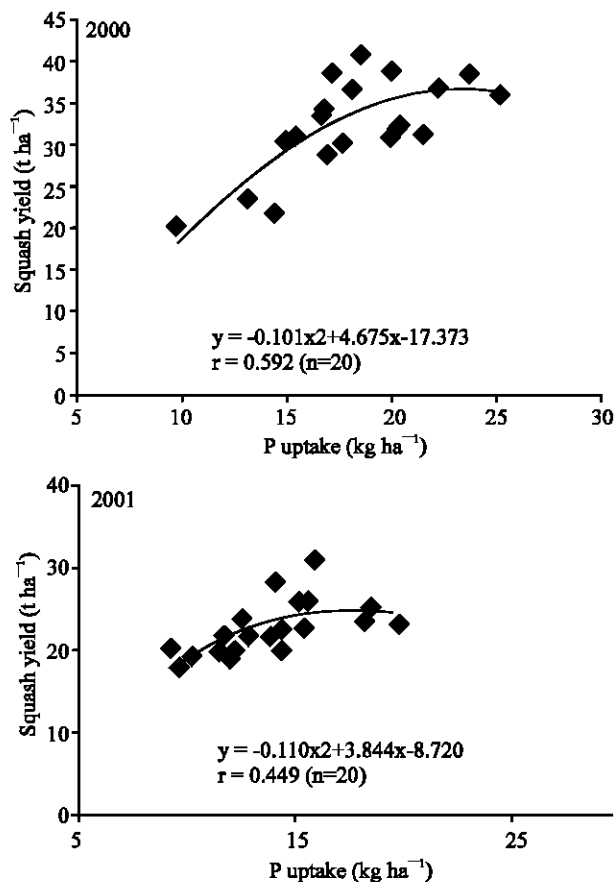 2000
45
40
35
30
25
20
15
10
5
0
Squash yield (t ha⁻¹)
y = -0.101x2+4.675x-17.373
r = 0.592 (n=20)
5 10 15 20 25 30
P uptake (kg ha⁻¹)
2001
40
30
20
10
0
Squash yield (t ha⁻¹)
y = -0.110x2+3.844x-8.720
r = 0.449 (n=20)
5 15 25
P uptake (kg ha⁻¹)